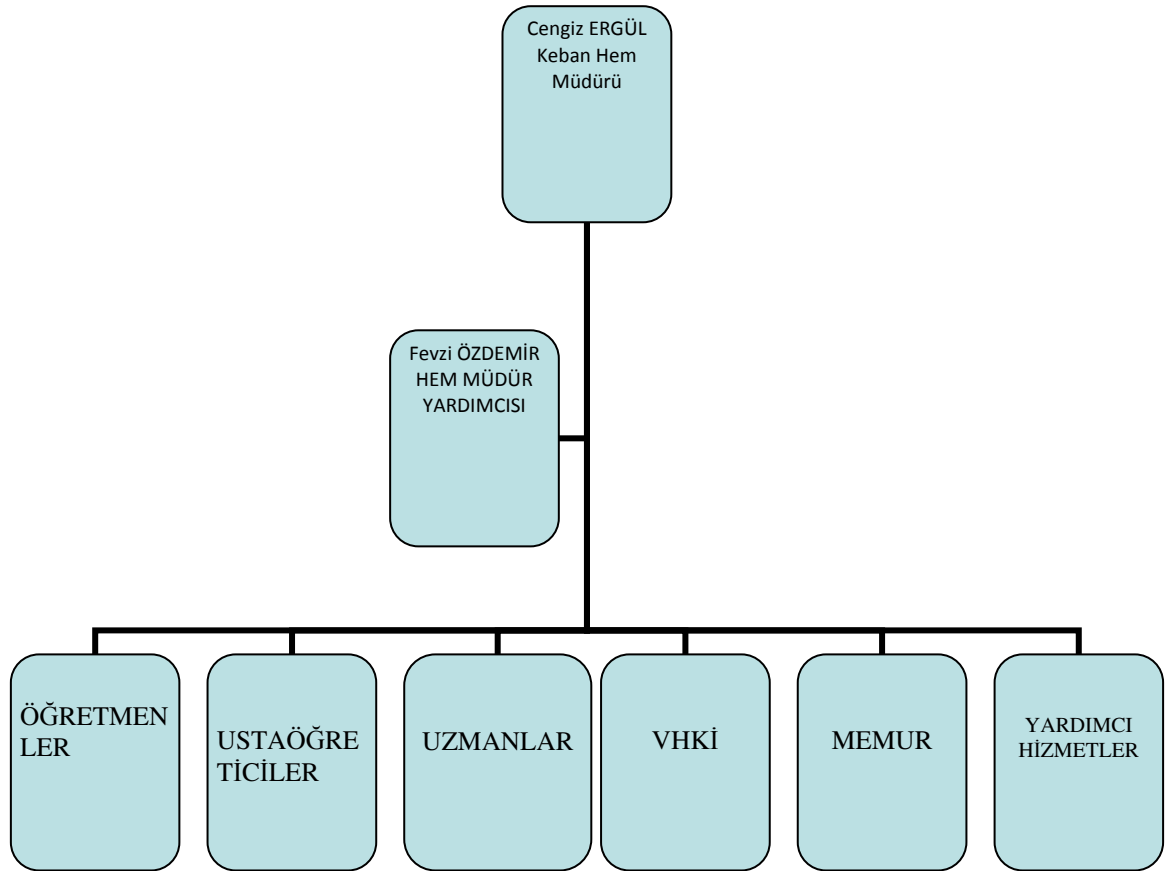 Cengiz ERGÜL
Keban Hem
Müdürü
Fevzi ÖZDEMİR
HEM MÜDÜR
YARDIMCISI
ÖĞRETMEN
LER
USTAÖĞRE
TİCİLER
UZMANLAR
VHKİ
MEMUR
YARDIMCI
HİZMETLER